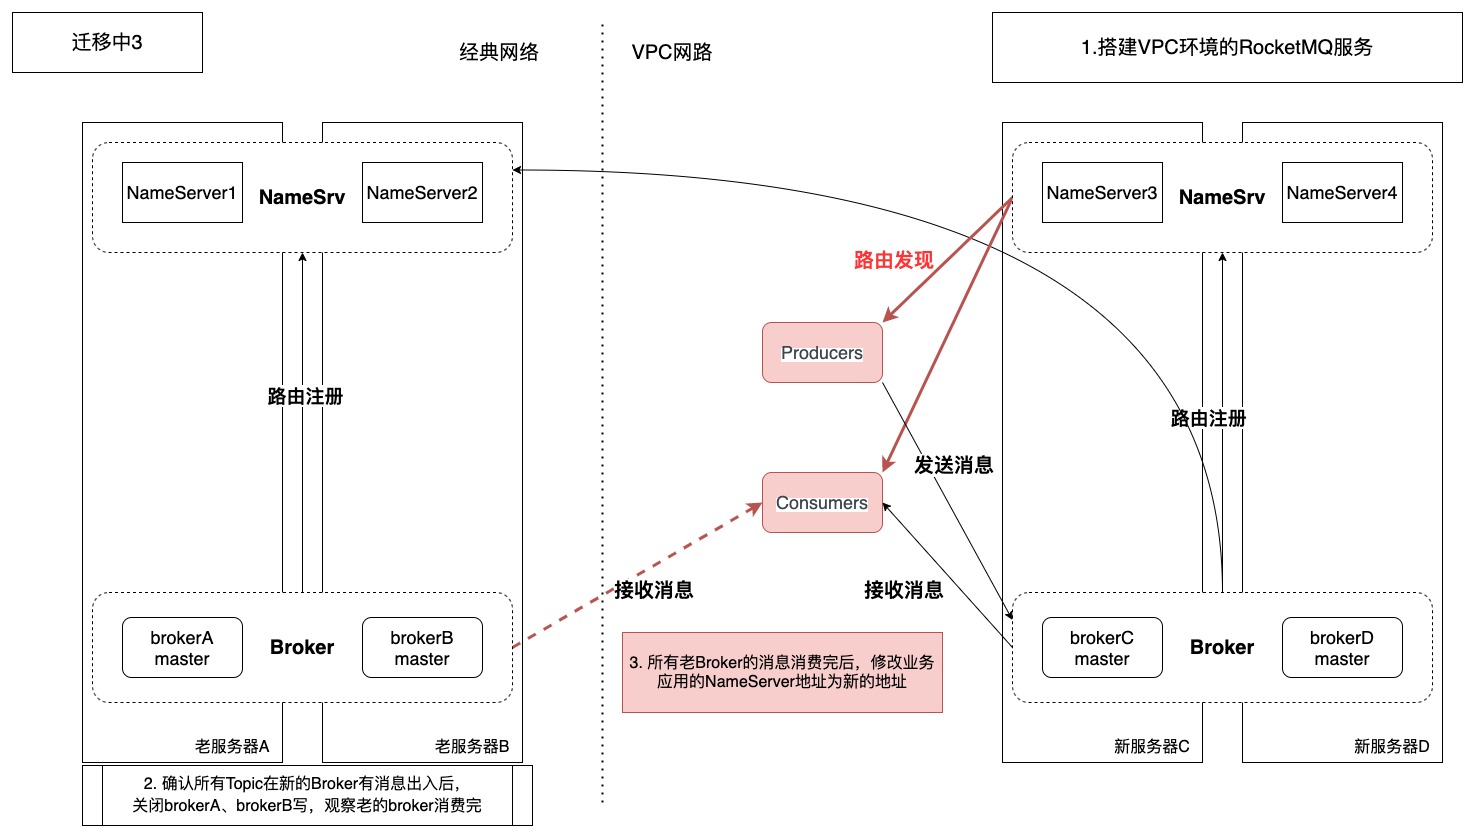 迁移中3
经典网络
VPC网路
1.搭建VPC环境的RocketMQ服务
NameServer1
NameSrv
NameServer2
NameServer3
NameSrv
NameServer4
路由发现
Producers
路由注册
路由注册
发送消息
Consumers
接收消息
接收消息
brokerA
master
Broker
brokerB
master
brokerC
master
Broker
brokerD
master
3. 所有老Broker的消息消费完后，修改业务
应用的NameServer地址为新的地址
老服务器A
老服务器B
新服务器C
新服务器D
2. 确认所有Topic在新的Broker有消息出入后，
关闭brokerA、brokerB写，观察老的broker消费完